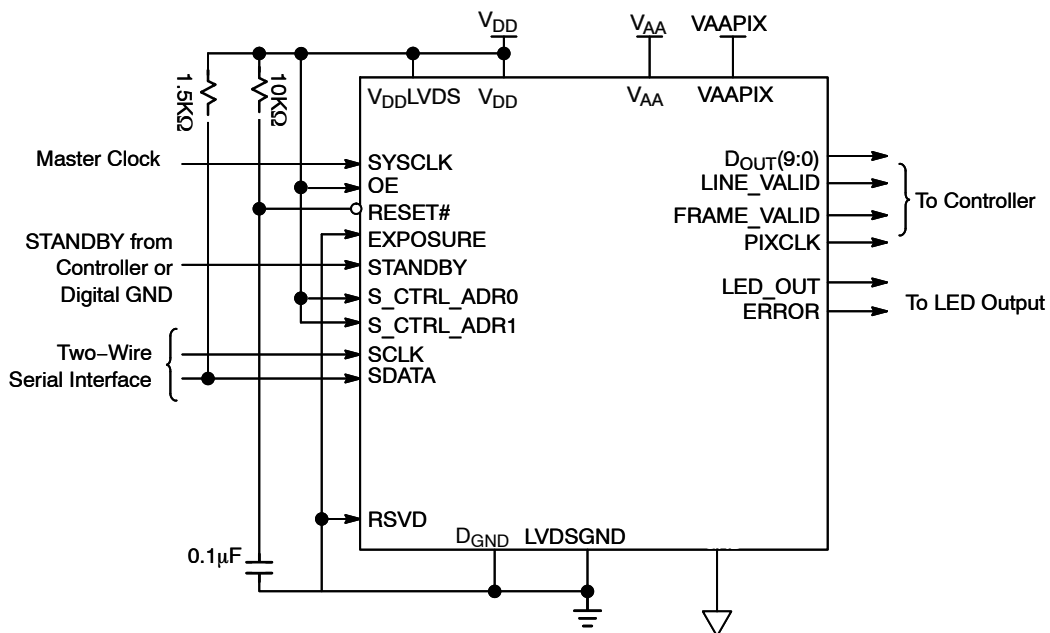 VDD
VAA
VAAPIX
1.5KΩ
10KΩ
VDDLVDS
VDD
VAA
VAAPIX
Master Clock
SYSCLK
OE
RESET#
EXPOSURE
STANDBY from
Controller or
Digital GND
STANDBY
S_CTRL_ADR0
S_CTRL_ADR1
Two−Wire
Serial Interface
SCLK
SDATA
RSVD
DOUT(9:0)
LINE_VALID
FRAME_VALID
PIXCLK
To Controller
LED_OUT
ERROR
To LED Output
0.1μF
DGND
LVDSGND